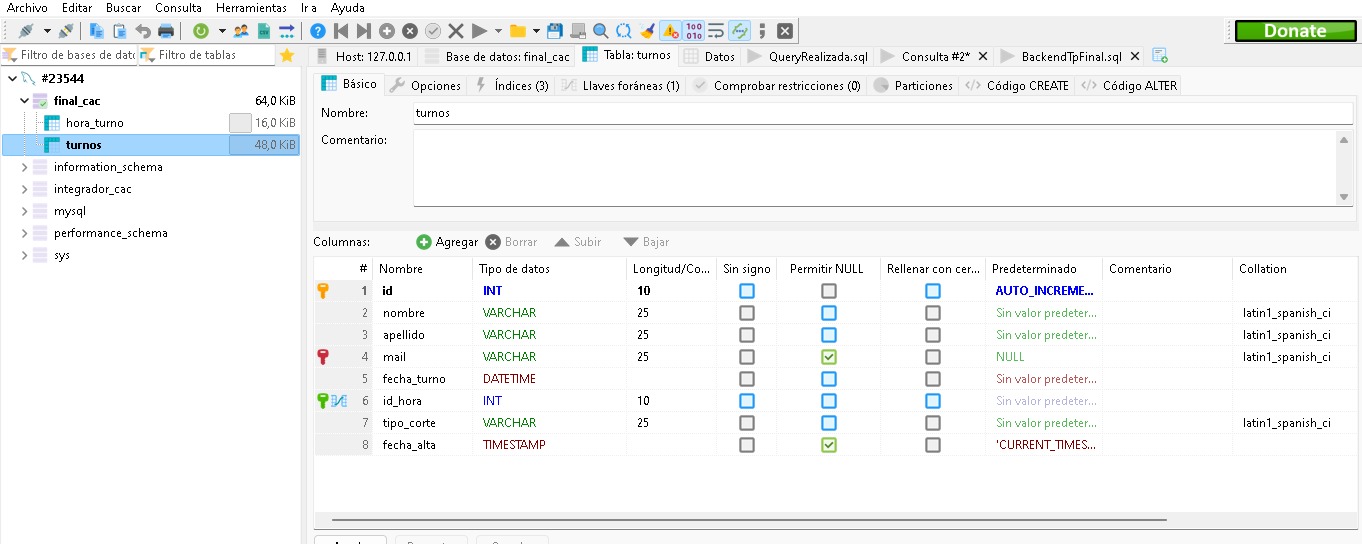 Archivo Editar Buscar Consulta Herramientas Ir a Ayuda
Donate
Filtro de bases de dato Filtro de tablas
Host: 127.0.0.1 Base de datos: final_cac Tabla: turnos Datos QueryRealizada.sql Consulta #2* BackendTpFinal.sql
#23544
final_cac 64,0 KiB
hora_turno 16,0 KiB
turnos 48,0 KiB
information_schema
integrador_cac
mysql
performance_schema
sys
Básico Opciones Índices (3) Llaves foráneas (1) Comprobar restricciones (0) Particiones Código CREATE Código ALTER
Nombre: turnos
Comentario:
Columnas: Agregar Borrar Subir Bajar
# Nombre Tipo de datos Longitud/Co... Sin signo Permitir NULL Rellenar con cer... Predeterminado Comentario Collation
1 id INT 10 AUTO_INCREME...
2 nombre VARCHAR 25 Sin valor predeter... latin1_spanish_ci
3 apellido VARCHAR 25 Sin valor predeter... latin1_spanish_ci
4 mail VARCHAR 25 NULL latin1_spanish_ci
5 fecha_turno DATETIME Sin valor predeter...
6 id_hora INT 10 Sin valor predeter...
7 tipo_corte VARCHAR 25 Sin valor predeter... latin1_spanish_ci
8 fecha_alta TIMESTAMP 'CURRENT_TIMES...